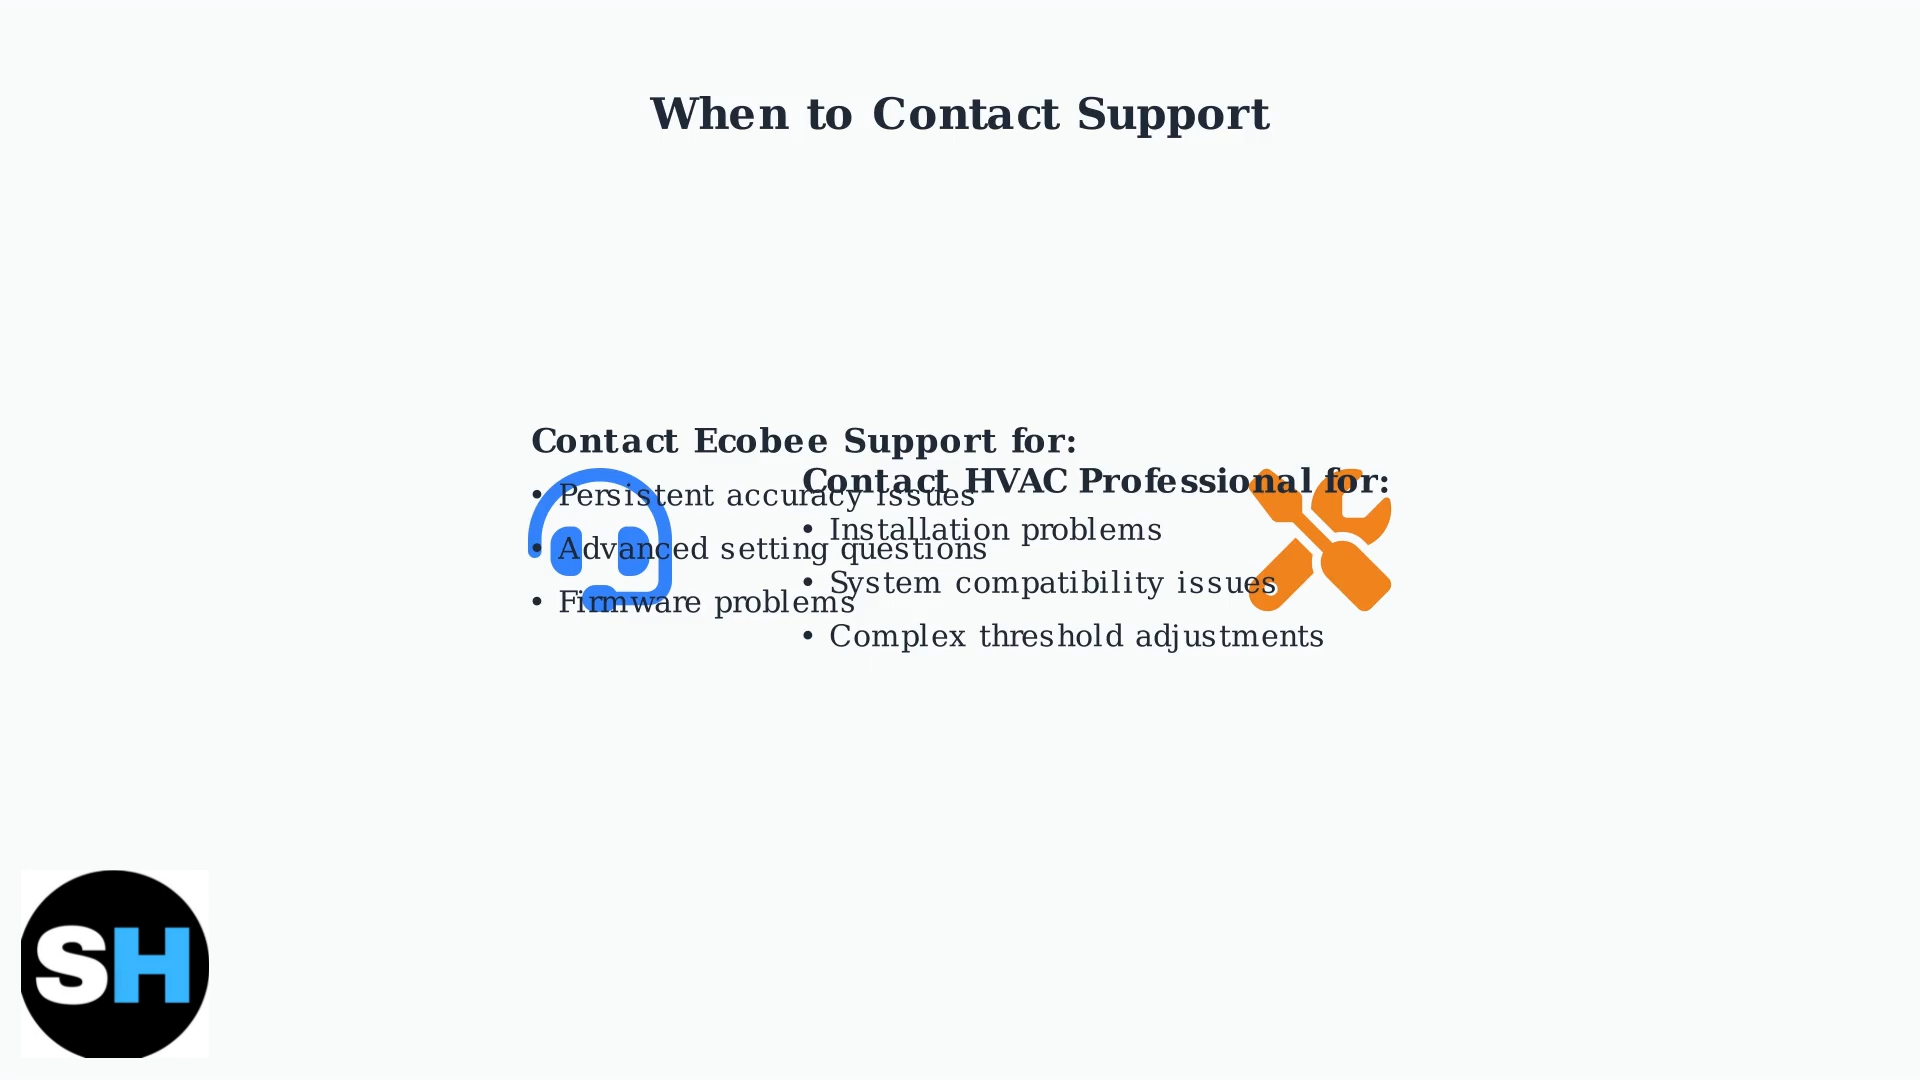 When to Contact Support
Contact Ecobee Support for:
• Persistent accuracy issues
• Advanced setting questions
• Firmware problems
Contact HVAC Professional for:
• Installation problems
• System compatibility issues
• Complex threshold adjustments
SH